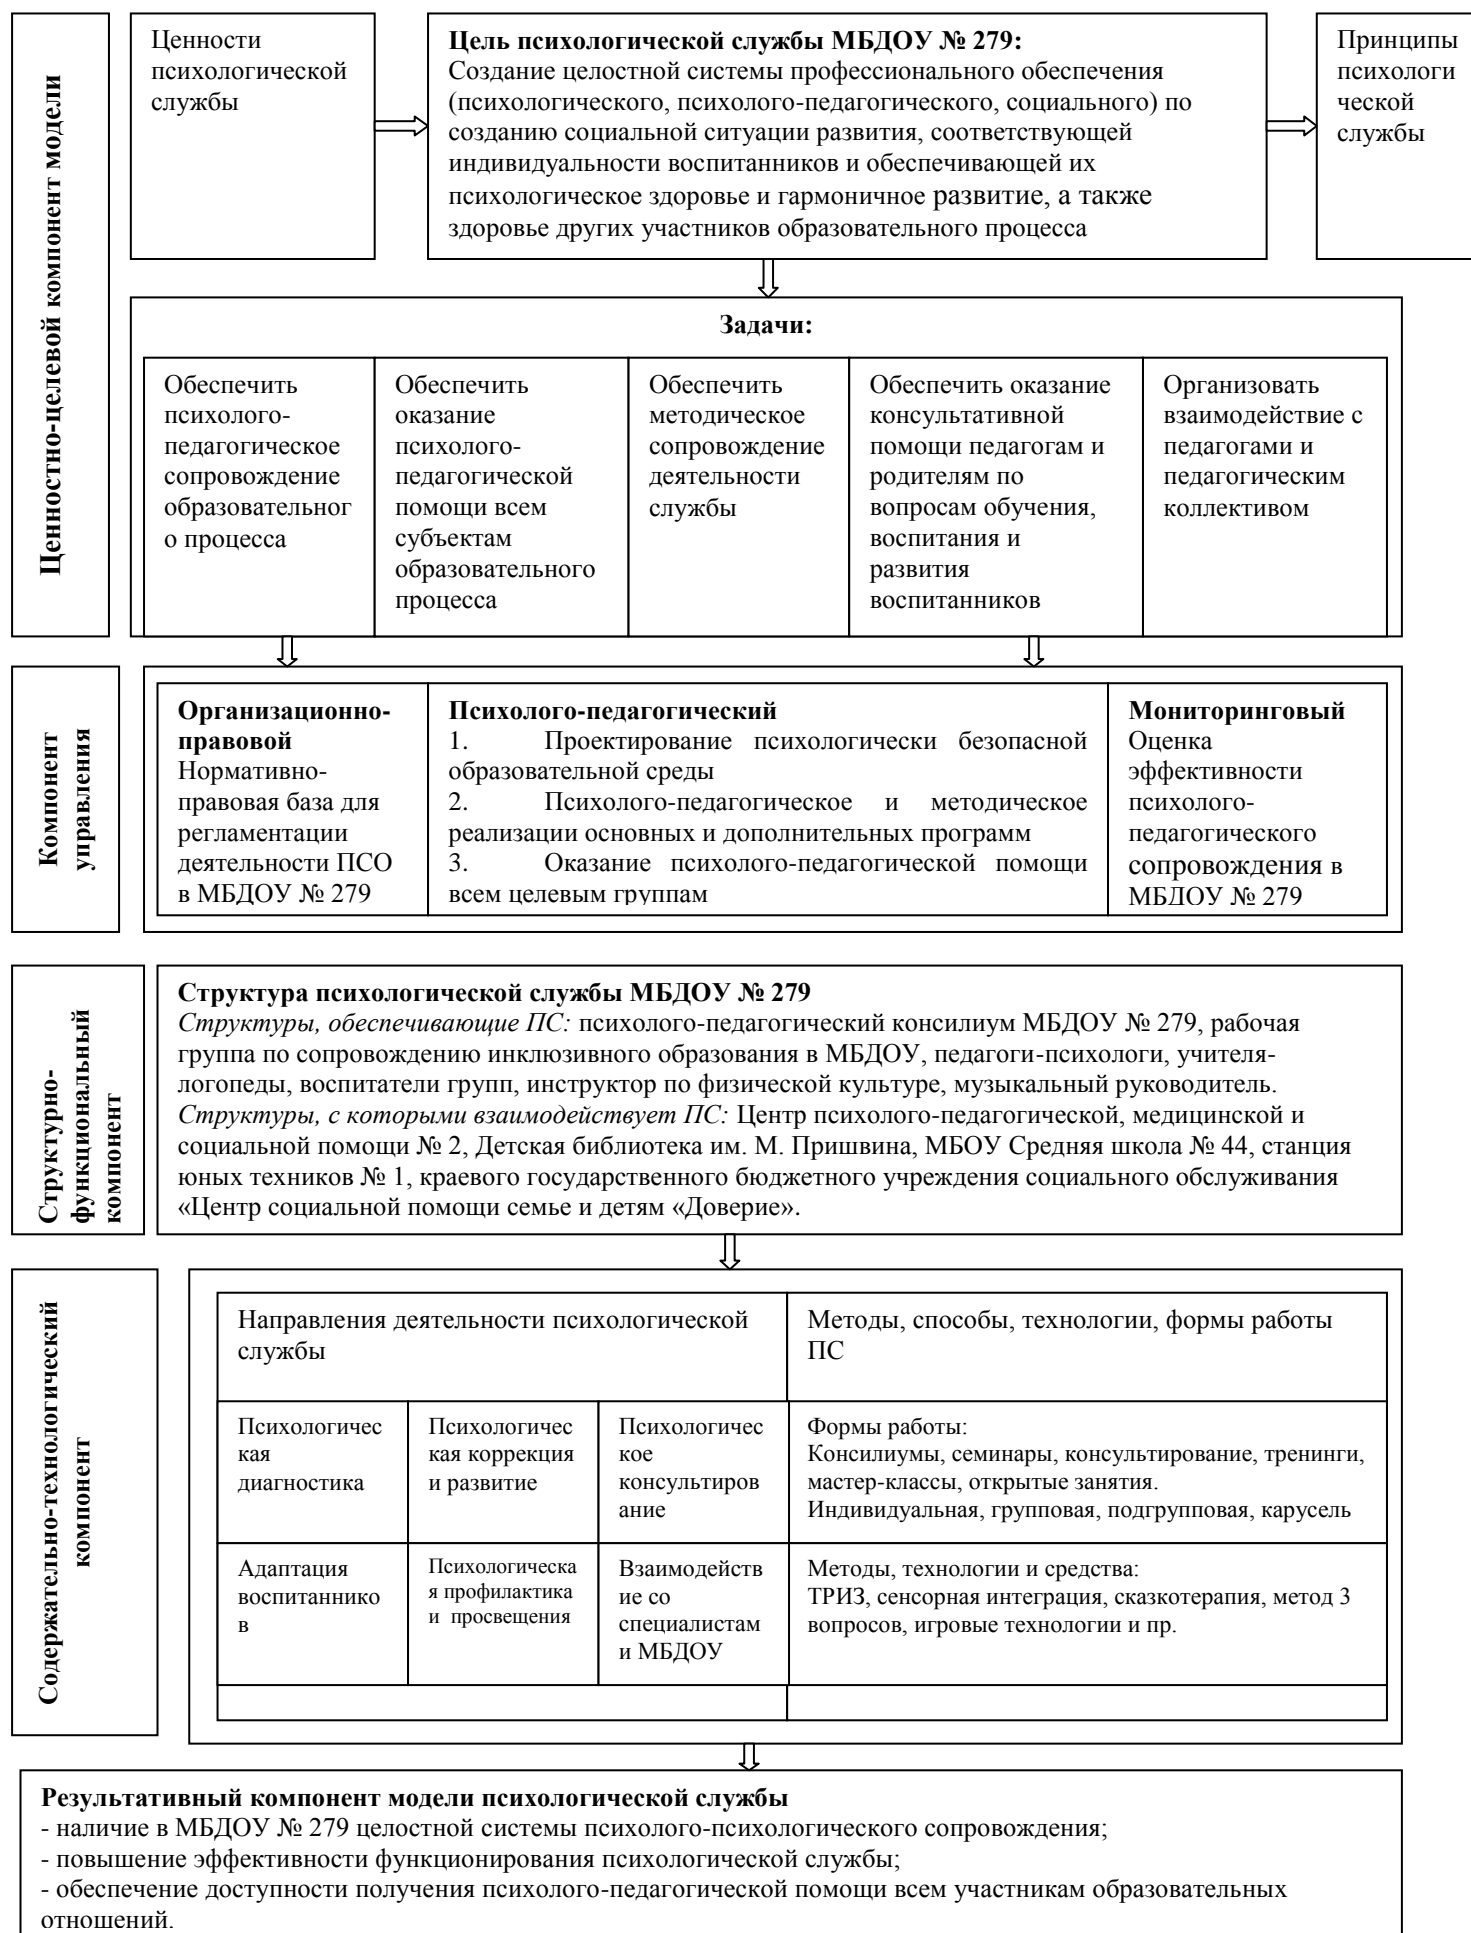 Ценностно-целевой компонент модели
Ценности
психологической
службы
Цель психологической службы МБДОУ № 279:
Создание целостной системы профессионального обеспечения
(психологического, психолого-педагогического, социального) по
созданию социальной ситуации развития, соответствующей
индивидуальности воспитанников и обеспечивающей их
психологическое здоровье и гармоничное развитие, а также
здоровье других участников образовательного процесса
Принципы
психологи
ческой
службы
Задачи:
Обеспечить
психолого-
педагогическое
сопровождение
образовательног
о процесса
Обеспечить
оказание
психолого-
педагогической
помощи всем
субъектам
образовательного
процесса
Обеспечить
методическое
сопровождение
деятельности
службы
Обеспечить оказание
консультативной
помощи педагогам и
родителям по
вопросам обучения,
воспитания и
развития
воспитанников
Организовать
взаимодействие с
педагогами и
педагогическим
коллективом
Компонент
управления
Организационно-
правовой
Нормативно-
правовая база для
регламентации
деятельности ПСО
в МБДОУ № 279
Психолого-педагогический
1. Проектирование психологически безопасной
образовательной среды
2. Психолого-педагогическое и методическое
реализации основных и дополнительных программ
3. Оказание психолого-педагогической помощи
всем целевым группам
Мониторинговый
Оценка
эффективности
психолого-
педагогического
сопровождения в
МБДОУ № 279
Структурно-
функциональный
компонент
Структура психологической службы МБДОУ № 279
Структуры, обеспечивающие ПС: психолого-педагогический консилиум МБДОУ № 279, рабочая
группа по сопровождению инклюзивного образования в МБДОУ, педагоги-психологи, учителя-
логопеды, воспитатели групп, инструктор по физической культуре, музыкальный руководитель.
Структуры, с которыми взаимодействует ПС: Центр психолого-педагогической, медицинской и
социальной помощи № 2, Детская библиотека им. М. Пришвина, МБОУ Средняя школа № 44, станция
юных техников № 1, краевого государственного бюджетного учреждения социального обслуживания
«Центр социальной помощи семье и детям «Доверие».
Содержательно-технологический
компонент
Направления деятельности психологической
службы
Методы, способы, технологии, формы работы
ПС
Психологичес
кая
диагностика
Психологичес
кая коррекция
и развитие
Психологичес
кое
консультиров
ание
Формы работы:
Консилиумы, семинары, консультирование, тренинги,
мастер-классы, открытые занятия.
Индивидуальная, групповая, подгрупповая, карусель
Адаптация
воспитаннико
в
Психологическа
я профилактика
и просвещения
Взаимодейств
ие со
специалистам
и МБДОУ
Методы, технологии и средства:
ТРИЗ, сенсорная интеграция, сказкотерапия, метод 3
вопросов, игровые технологии и пр.
Результативный компонент модели психологической службы
- наличие в МБДОУ № 279 целостной системы психолого-психологического сопровождения;
- повышение эффективности функционирования психологической службы;
- обеспечение доступности получения психолого-педагогической помощи всем участникам образовательных
отношений.